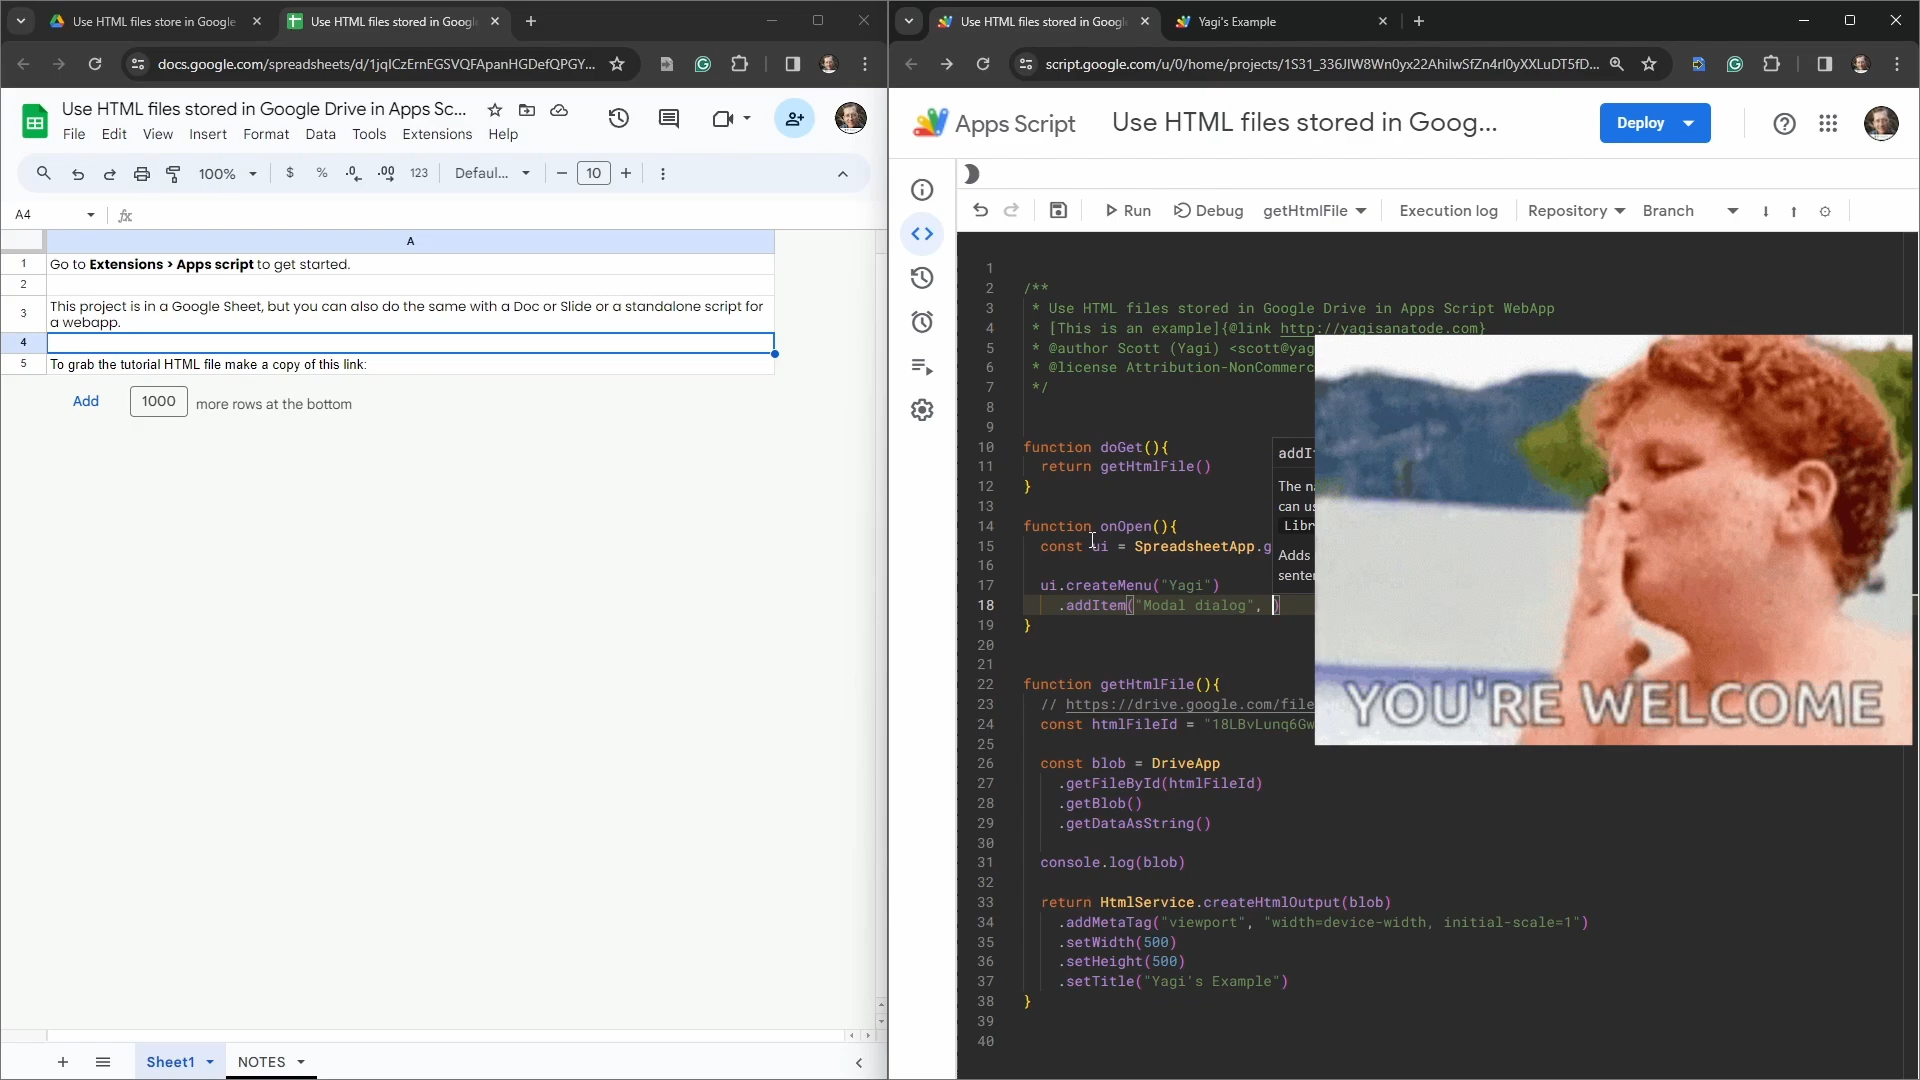 Use HTML files store in Google
Use HTML files stored in Googl
docs.google.com/spreadsheets/d/1jqICzErnEGSVQFApanHGDefQPGY...
Use HTML files stored in Google Drive in Apps Sc...
File Edit View Insert Format Data Tools Extensions Help
100% $ % .0 .00 123 Defaul... − 10 +
A4 fx
A
1 Go to Extensions > Apps script to get started.
2
3 This project is in a Google Sheet, but you can also do the same with a Doc or Slide or a standalone script for
a webapp.
4
5 To grab the tutorial HTML file make a copy of this link:
Add 1000 more rows at the bottom
+ Sheet1 NOTES
Use HTML files stored in Googl
Yagi's Example
Apps Script Use HTML files stored in Goog...
Deploy
Run Debug getHtmlFile Execution log Repository Branch
1
2 /**
3 * Use HTML files stored in Google Drive in Apps Script WebApp
4 * [This is an example]{@link http://yagisanatode.com}
5 * @author Scott (Yagi) <scott@yag
6 * @license Attribution-NonCommerc
7 */
8
9
10 function doGet(){
11 return getHtmlFile()
12 }
13
14 function onOpen(){
15 const ui = SpreadsheetApp.g
16
17 ui.createMenu("Yagi")
18 .addItem("Modal dialog", )
19 }
20
21
22 function getHtmlFile(){
23 // https://drive.google.com/file
24 const htmlFileId = "18LBvLunq6Gw
25
26 const blob = DriveApp
27 .getFileById(htmlFileId)
28 .getBlob()
29 .getDataAsString()
30
31 console.log(blob)
32
33 return HtmlService.createHtmlOutput(blob)
34 .addMetaTag("viewport", "width=device-width, initial-scale=1")
35 .setWidth(500)
36 .setHeight(500)
37 .setTitle("Yagi's Example")
38 }
39
40
addIt
The na
can us
Libr
Adds
senter
YOU'RE WELCOME